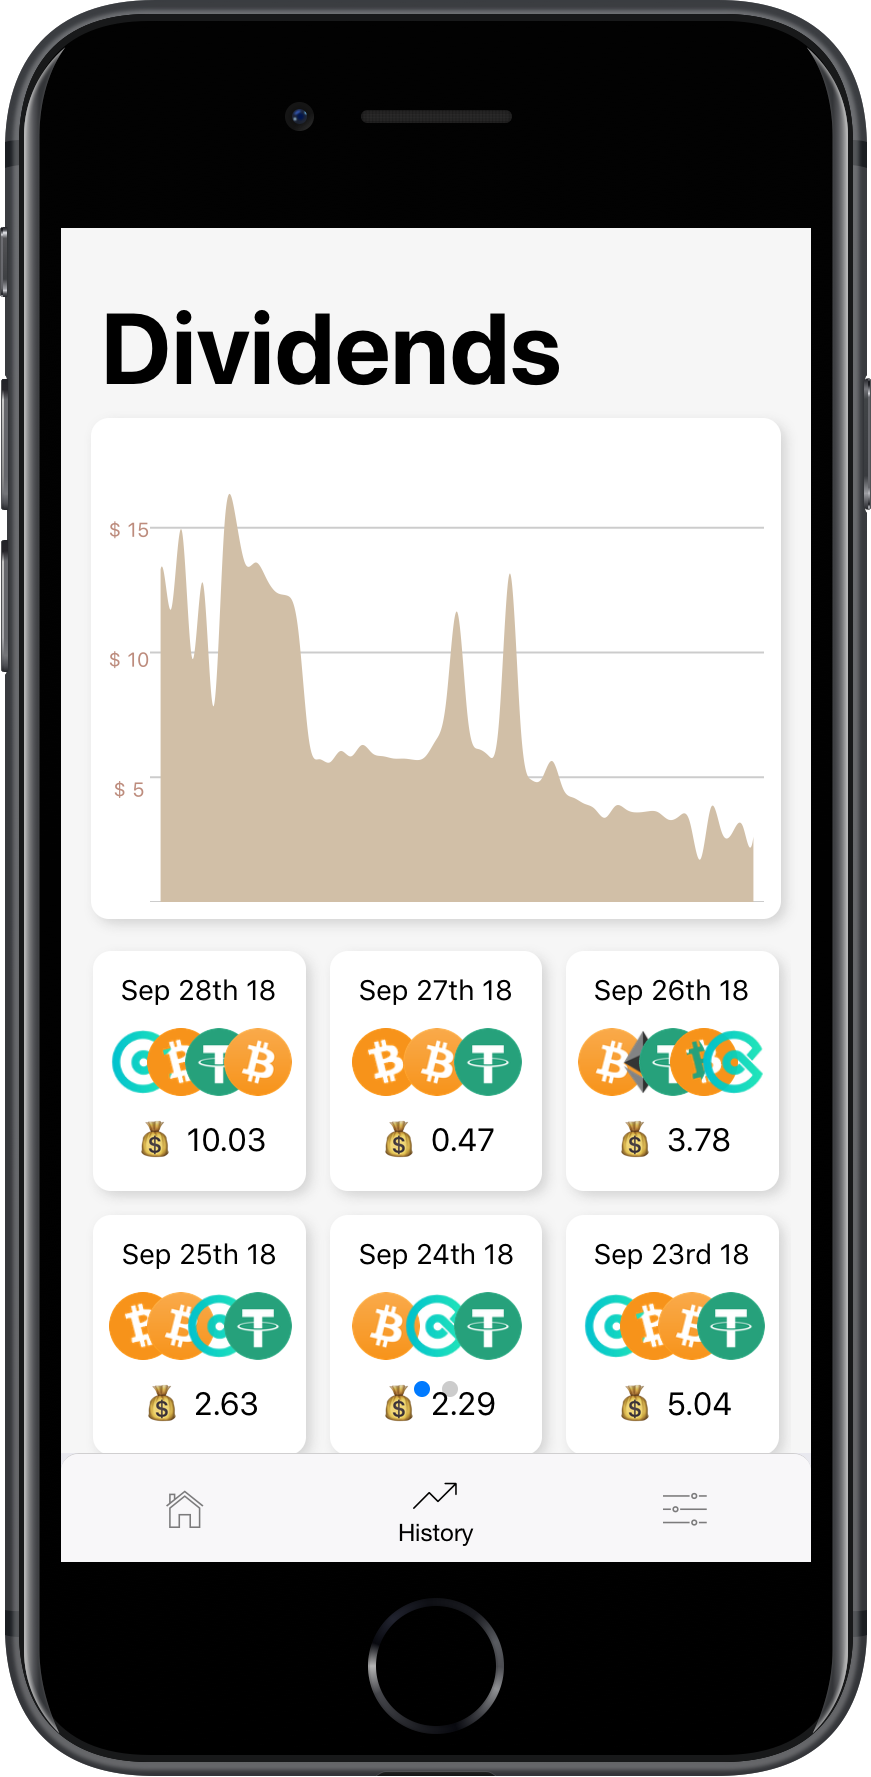 Dividends
$ 15
$ 10
$ 5
Sep 28th 18
Sep 27th 18
Sep 26th 18
10.03
0.47
3.78
Sep 25th 18
Sep 24th 18
Sep 23rd 18
2.63
2.29
5.04
History